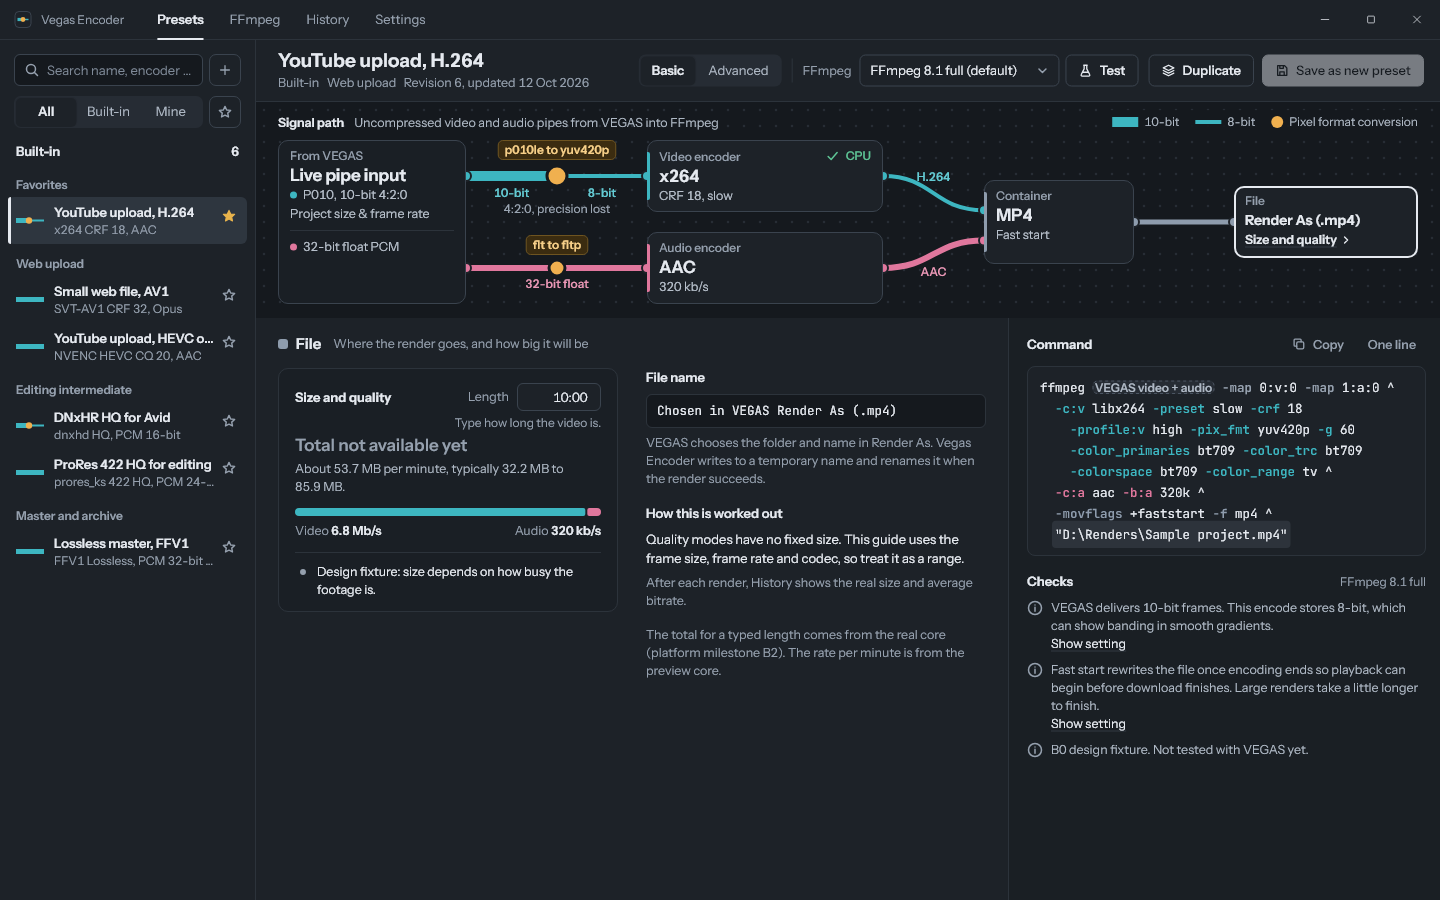 Vegas Encoder
Presets
FFmpeg
History
Settings
Search name, encoder ...
All
Built-in
Mine
Built-in
6
Favorites
YouTube upload, H.264
x264 CRF 18, AAC
Web upload
Small web file, AV1
SVT-AV1 CRF 32, Opus
YouTube upload, HEVC o...
NVENC HEVC CQ 20, AAC
Editing intermediate
DNxHR HQ for Avid
dnxhd HQ, PCM 16-bit
ProRes 422 HQ for editing
prores_ks 422 HQ, PCM 24-...
Master and archive
Lossless master, FFV1
FFV1 Lossless, PCM 32-bit ...
YouTube upload, H.264
Built-in Web upload Revision 6, updated 12 Oct 2026
Basic
Advanced
FFmpeg
FFmpeg 8.1 full (default)
Test
Duplicate
Save as new preset
Signal path
Uncompressed video and audio pipes from VEGAS into FFmpeg
10-bit
8-bit
Pixel format conversion
From VEGAS
Live pipe input
P010, 10-bit 4:2:0
Project size & frame rate
32-bit float PCM
p010le to yuv420p
10-bit
8-bit
4:2:0, precision lost
flt to fltp
32-bit float
Video encoder
CPU
x264
CRF 18, slow
Audio encoder
AAC
320 kb/s
H.264
AAC
Container
MP4
Fast start
File
Render As (.mp4)
Size and quality
File
Where the render goes, and how big it will be
Size and quality
Length
10:00
Type how long the video is.
Total not available yet
About 53.7 MB per minute, typically 32.2 MB to
85.9 MB.
Video 6.8 Mb/s
Audio 320 kb/s
Design fixture: size depends on how busy the
footage is.
File name
Chosen in VEGAS Render As (.mp4)
VEGAS chooses the folder and name in Render As. Vegas
Encoder writes to a temporary name and renames it when
the render succeeds.
How this is worked out
Quality modes have no fixed size. This guide uses the
frame size, frame rate and codec, so treat it as a range.
After each render, History shows the real size and average
bitrate.
The total for a typed length comes from the real core
(platform milestone B2). The rate per minute is from the
preview core.
Command
Copy
One line
ffmpeg VEGAS video + audio -map 0:v:0 -map 1:a:0 ^
-c:v libx264 -preset slow -crf 18
-profile:v high -pix_fmt yuv420p -g 60
-color_primaries bt709 -color_trc bt709
-colorspace bt709 -color_range tv ^
-c:a aac -b:a 320k ^
-movflags +faststart -f mp4 ^
"D:\Renders\Sample project.mp4"
Checks
FFmpeg 8.1 full
VEGAS delivers 10-bit frames. This encode stores 8-bit, which
can show banding in smooth gradients.
Show setting
Fast start rewrites the file once encoding ends so playback can
begin before download finishes. Large renders take a little longer
to finish.
Show setting
B0 design fixture. Not tested with VEGAS yet.